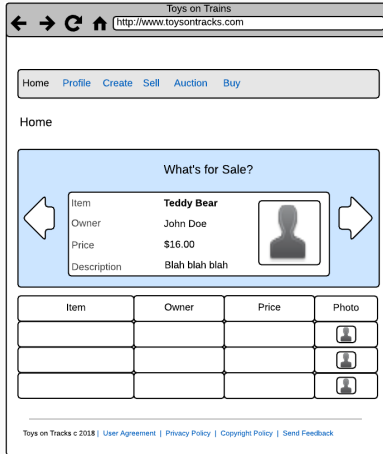 Toys on Trains
http://www.toysontracks.com
Home Profile Create Sell Auction Buy
Home
What's for Sale?
Item Teddy Bear
Owner John Doe
Price $16.00
Description Blah blah blah
Item Owner Price Photo
Toys on Tracks c 2018 | User Agreement | Privacy Policy | Copyright Policy | Send Feedback